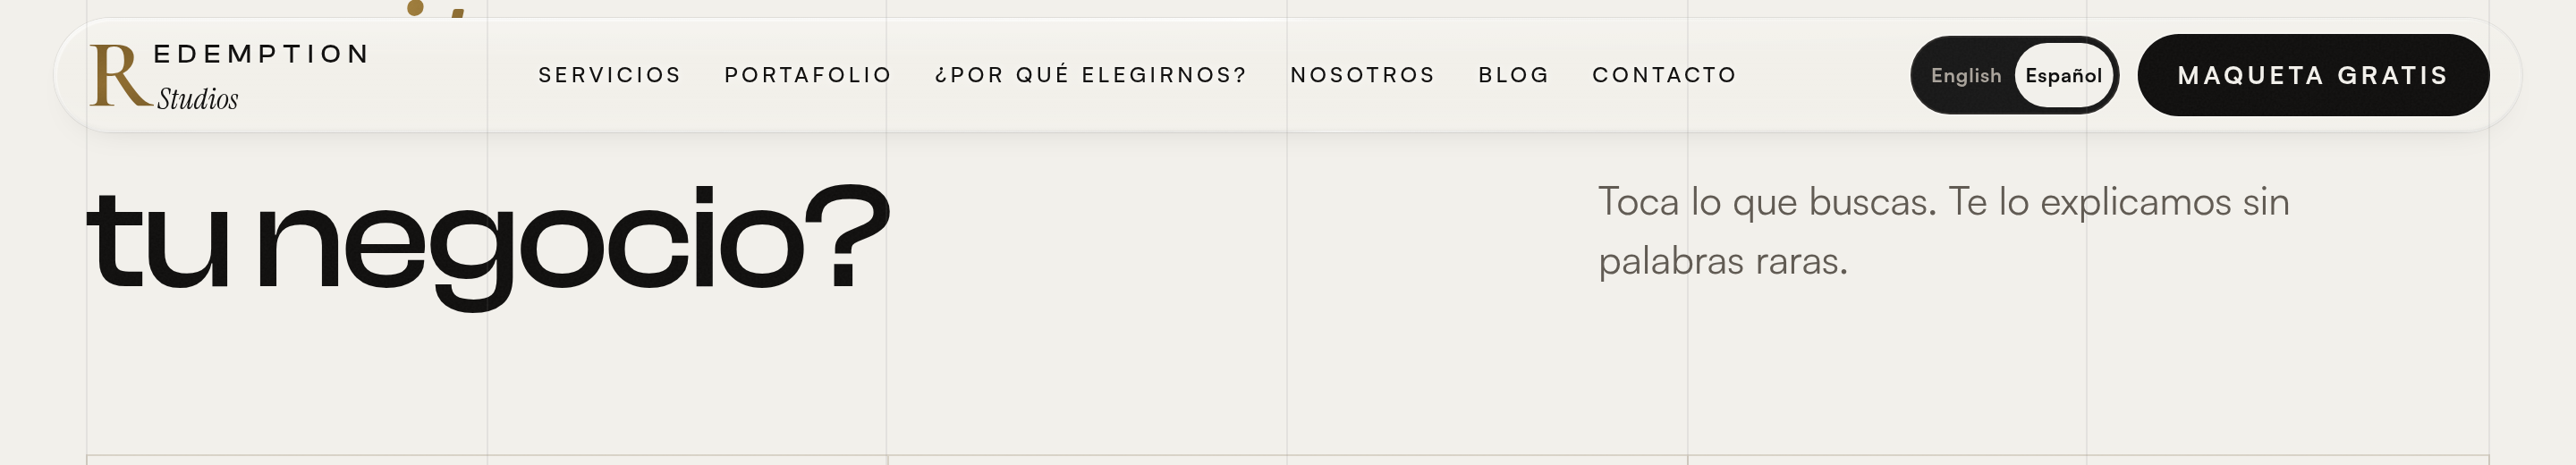 REDEMPTION
Studios
SERVICIOS PORTAFOLIO ¿POR QUÉ ELEGIRNOS? NOSOTROS BLOG CONTACTO
English Español
MAQUETA GRATIS
tu negocio?
Toca lo que buscas. Te lo explicamos sin
palabras raras.